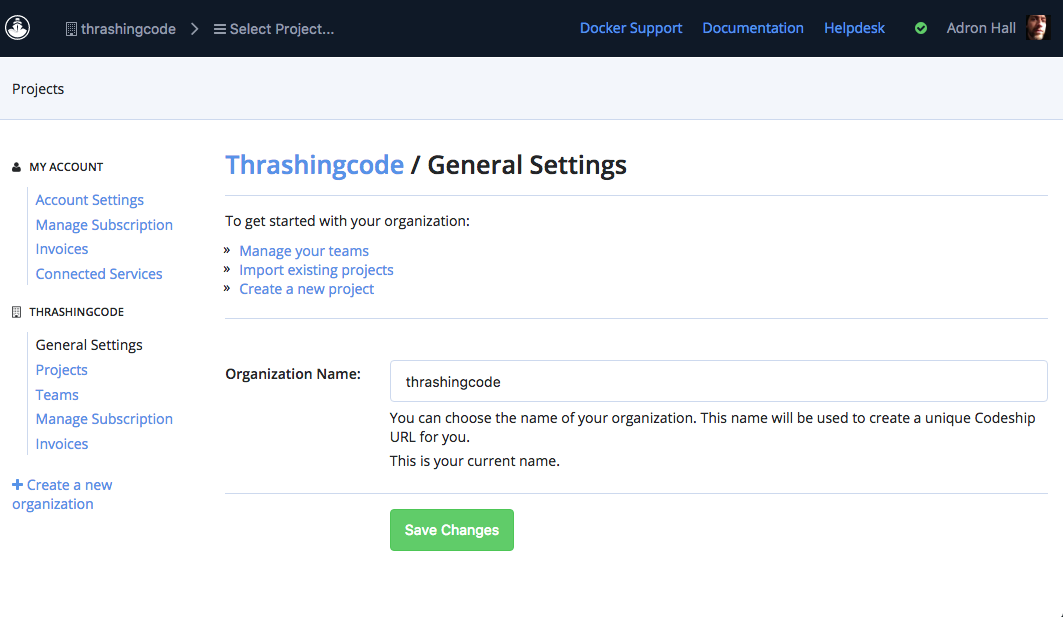 thrashingcode Select Project... Docker Support Documentation Helpdesk Adron Hall
Projects
MY ACCOUNT
Account Settings
Manage Subscription
Invoices
Connected Services
THRASHINGCODE
General Settings
Projects
Teams
Manage Subscription
Invoices
Create a new
organization
Thrashingcode / General Settings
To get started with your organization:
» Manage your teams
» Import existing projects
» Create a new project
Organization Name: thrashingcode
You can choose the name of your organization. This name will be used to create a unique Codeship
URL for you.
This is your current name.
Save Changes